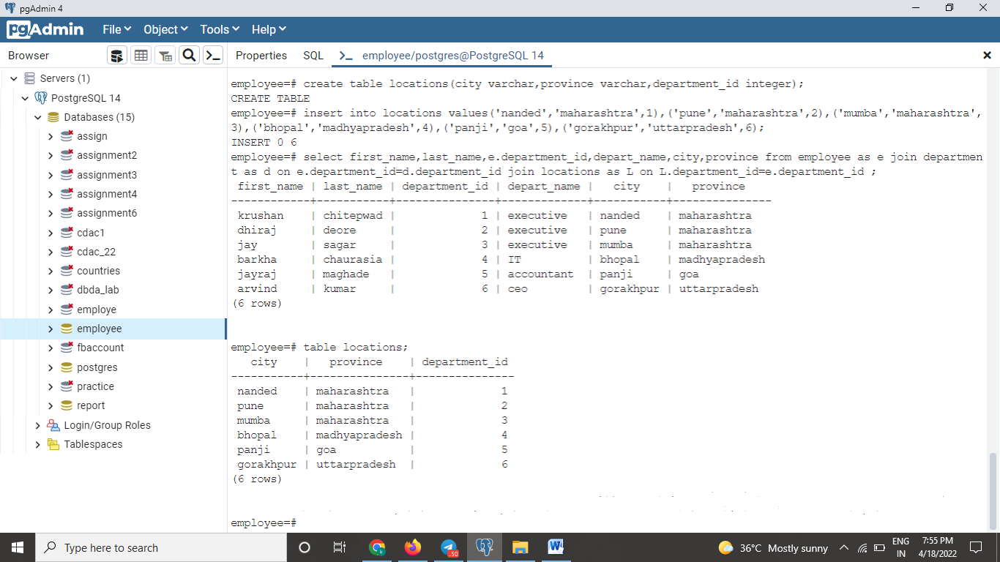 pgAdmin 4
pgAdmin File Object Tools Help
Browser
Properties SQL employee/postgres@PostgreSQL 14
Servers (1)
PostgreSQL 14
Databases (15)
assign
assignment2
assignment3
assignment4
assignment6
cdac1
cdac_22
countries
dbda_lab
employe
employee
fbaccount
postgres
practice
report
Login/Group Roles
Tablespaces
employee=# create table locations(city varchar,province varchar,department_id integer);
CREATE TABLE
employee=# insert into locations values('nanded','maharashtra',1),('pune','maharashtra',2),('mumba','maharashtra',
3),('bhopal','madhyapradesh',4),('panji','goa',5),('gorakhpur','uttarpradesh',6);
INSERT 0 6
employee=# select first_name,last_name,e.department_id,depart_name,city,province from employee as e join departmen
t as d on e.department_id=d.department_id join locations as L on L.department_id=e.department_id ;
first_name | last_name | department_id | depart_name | city | province
------------+-----------+---------------+-------------+-----------+---------------
krushan | chitepwad | 1 | executive | nanded | maharashtra
dhiraj | deore | 2 | executive | pune | maharashtra
jay | sagar | 3 | executive | mumba | maharashtra
barkha | chaurasia | 4 | IT | bhopal | madhyapradesh
jayraj | maghade | 5 | accountant | panji | goa
arvind | kumar | 6 | ceo | gorakhpur | uttarpradesh
(6 rows)
employee=# table locations;
city | province | department_id
-----------+---------------+---------------
nanded | maharashtra | 1
pune | maharashtra | 2
mumba | maharashtra | 3
bhopal | madhyapradesh | 4
panji | goa | 5
gorakhpur | uttarpradesh | 6
(6 rows)
employee=#
Type here to search
.50
36°C Mostly sunny
ENG
IN
7:55 PM
4/18/2022